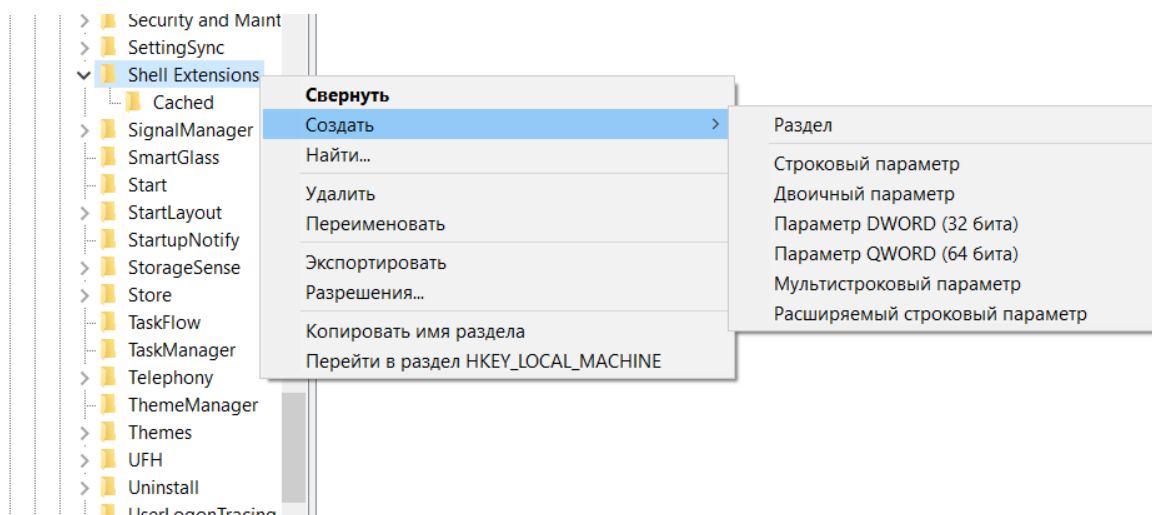 Security and Maint
SettingSync
Shell Extensions
Cached
SignalManager
SmartGlass
Start
StartLayout
StartupNotify
StorageSense
Store
TaskFlow
TaskManager
Telephony
ThemeManager
Themes
UFH
Uninstall
UserLogonTracing
Свернуть
Создать
Найти...
Удалить
Переименовать
Экспортировать
Разрешения...
Копировать имя раздела
Перейти в раздел HKEY_LOCAL_MACHINE
Раздел
Строковый параметр
Двоичный параметр
Параметр DWORD (32 бита)
Параметр QWORD (64 бита)
Мультистроковый параметр
Расширяемый строковый параметр